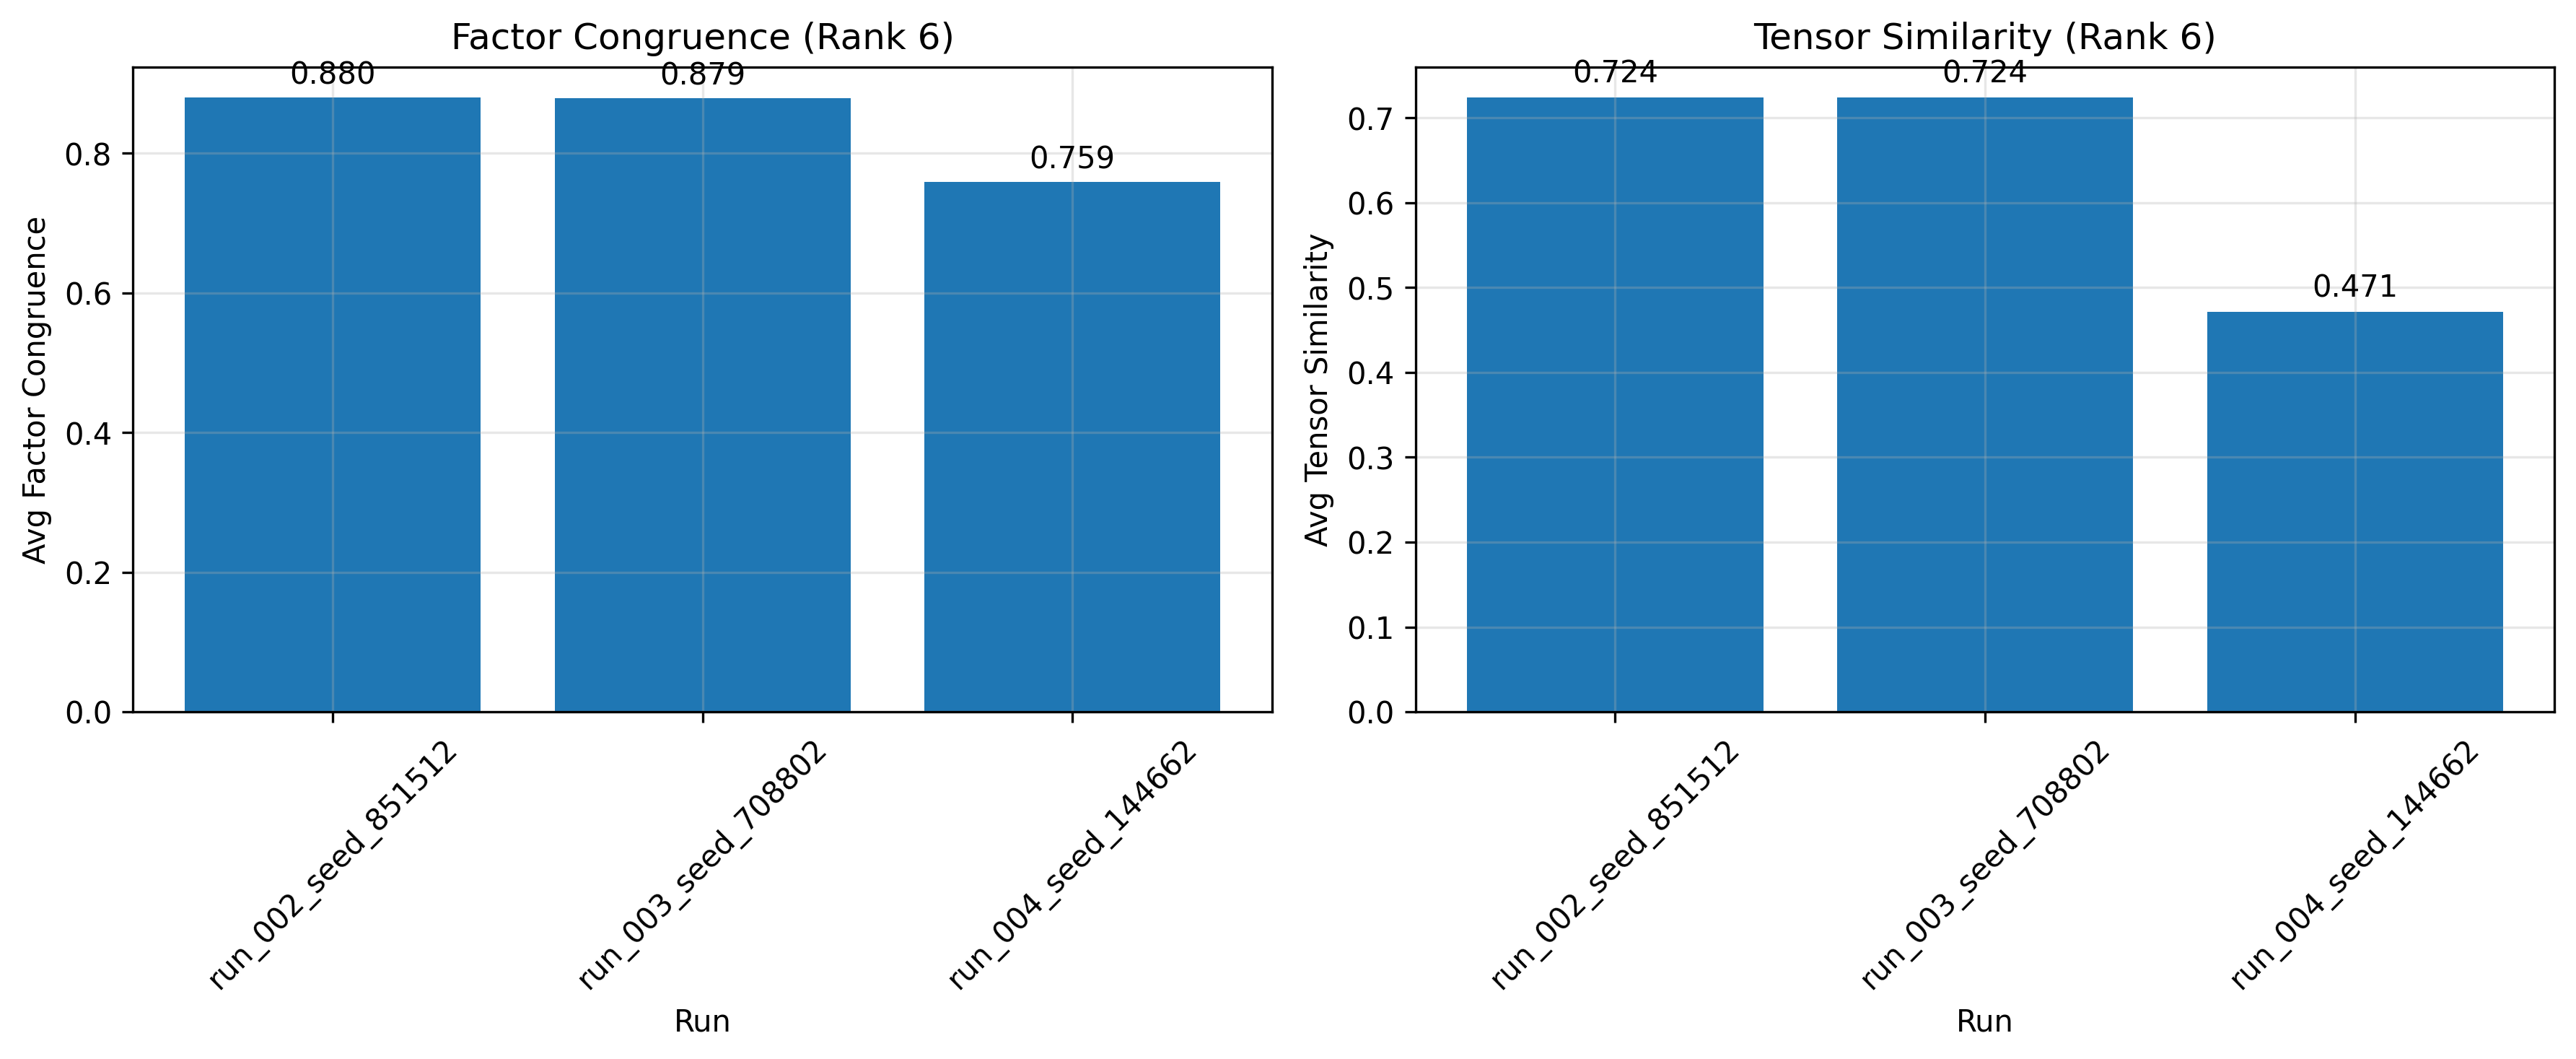 Factor Congruence (Rank 6)
Avg Factor Congruence
0.8
0.6
0.4
0.2
0.0
0.880
0.879
0.759
run_002_seed_851512
run_003_seed_708802
run_004_seed_144662
Run
Tensor Similarity (Rank 6)
Avg Tensor Similarity
0.7
0.6
0.5
0.4
0.3
0.2
0.1
0.0
0.724
0.724
0.471
run_002_seed_851512
run_003_seed_708802
run_004_seed_144662
Run